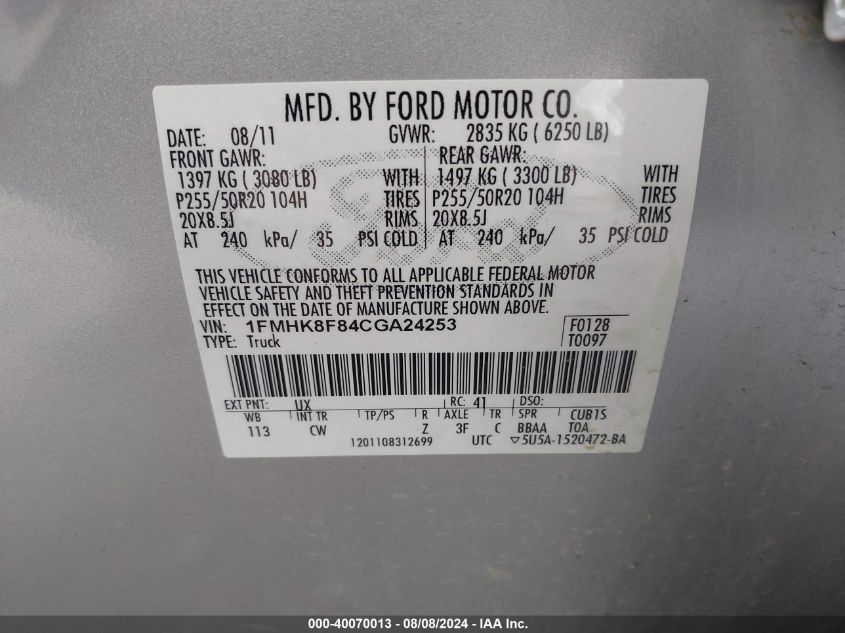 MFD. BY FORD MOTOR CO.
DATE: 08/11 GVWR: 2835 KG ( 6250 LB)
FRONT GAWR: REAR GAWR:
1397 KG ( 3080 LB) WITH 1497 KG ( 3300 LB) WITH
P255/50R20 104H TIRES P255/50R20 104H TIRES
20X8.5J RIMS 20X8.5J RIMS
AT 240 kPa/ 35 PSI COLD AT 240 kPa/ 35 PSI COLD
THIS VEHICLE CONFORMS TO ALL APPLICABLE FEDERAL MOTOR
VEHICLE SAFETY AND THEFT PREVENTION STANDARDS IN
EFFECT ON THE DATE OF MANUFACTURE SHOWN ABOVE.
VIN: 1FMHK8F84CGA24253 F0128
TYPE: Truck T0097
EXT PNT: UX RC: 41 DSO:
WB INT TR TP/PS R AXLE TR SPR CUB1S
113 CW Z 3F C BBAA TOA
1201108312699 UTC ▽5U5A-1520472-BA
000-40070013 - 08/08/2024 - IAAI Inc.